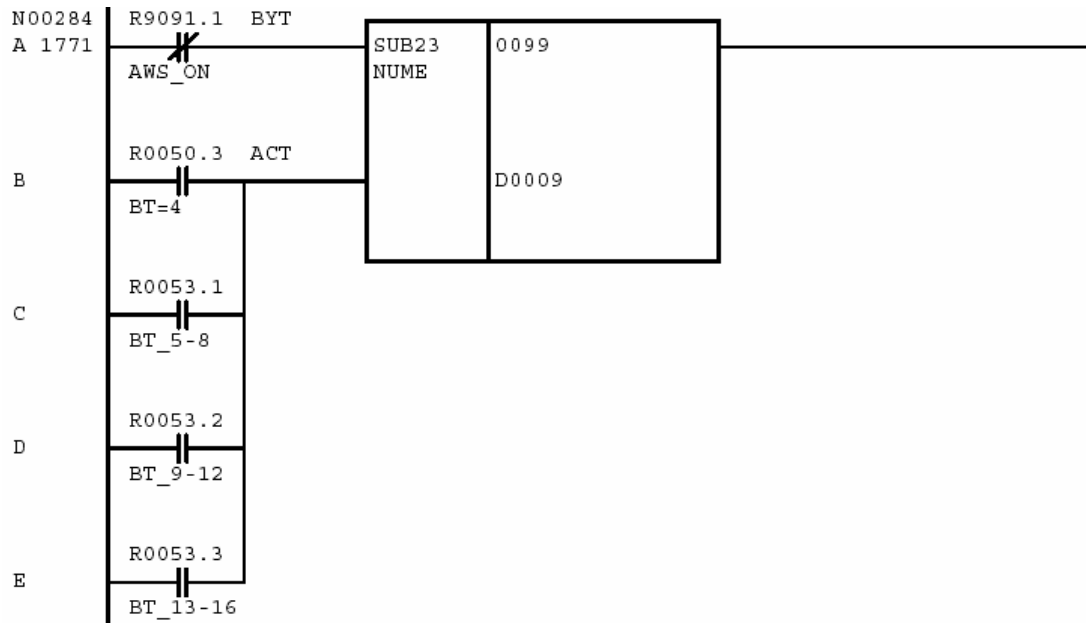 N00284 R9091.1 BYT
A 1771 SUB23 0099
AWS_ON NUME
R0050.3 ACT
B D0009
BT=4
R0053.1
C
BT_5-8
R0053.2
D
BT_9-12
R0053.3
E
BT_13-16